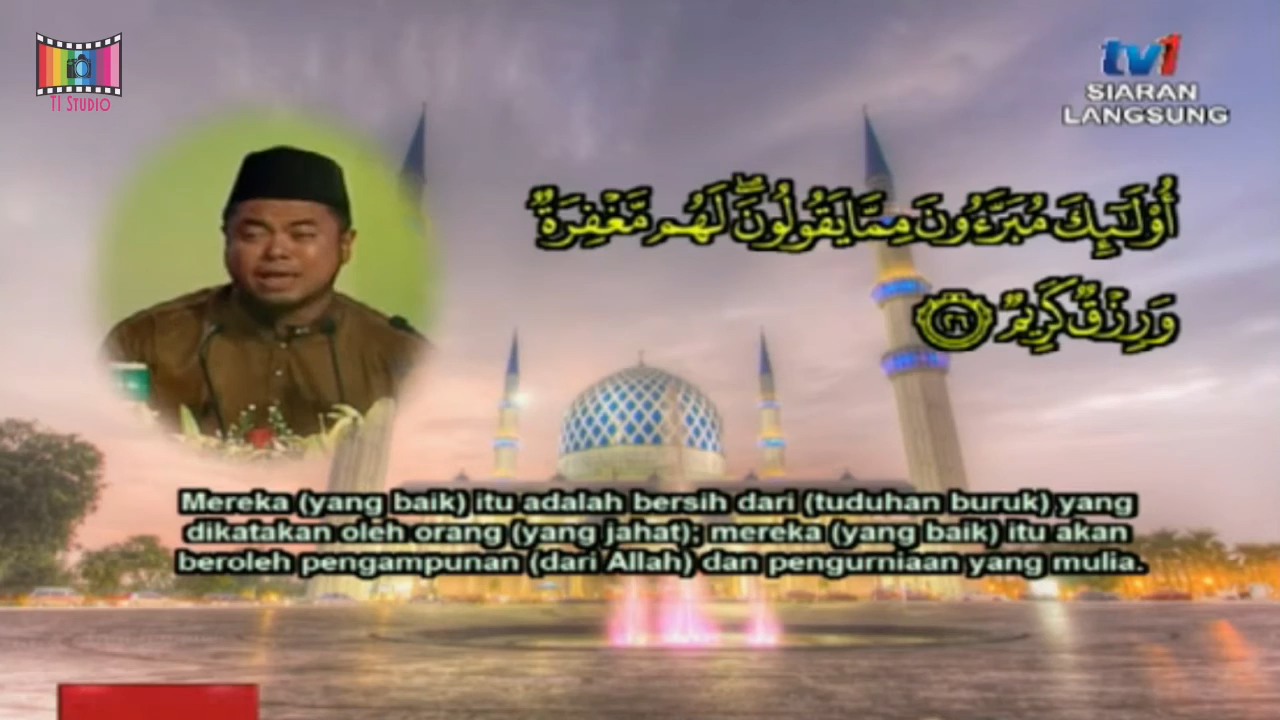 TI STUDIO
tv1
SIARAN
LANGSUNG
أُو۟لَـٰٓئِكَ مُبَرَّءُونَ مِمَّا يَقُولُونَ ۖ لَهُم مَّغْفِرَةٌ
وَرِزْقٌ كَرِيمٌ ٢٦
Mereka (yang baik) itu adalah bersih dari (tuduhan buruk) yang
dikatakan oleh orang (yang jahat); mereka (yang baik) itu akan
beroleh pengampunan (dari Allah) dan pengurniaan yang mulia.